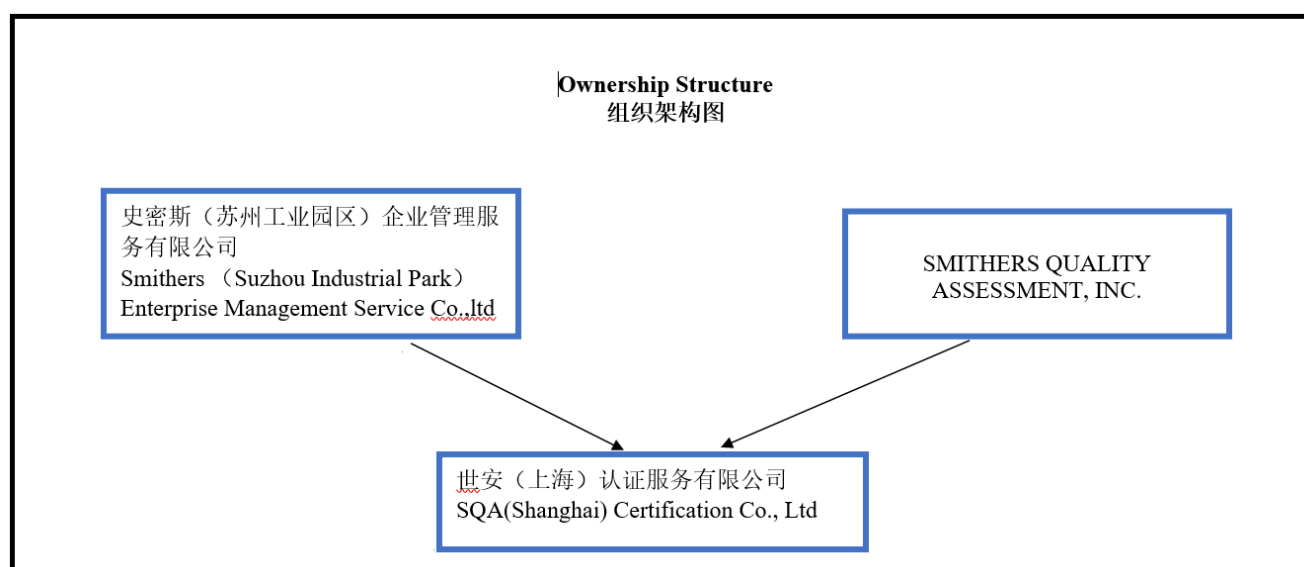 Ownership Structure
组织架构图
史密斯（苏州工业园区）企业管理服
务有限公司
Smithers （Suzhou Industrial Park）
Enterprise Management Service Co.,ltd
SMITHERS QUALITY
ASSESSMENT, INC.
世安（上海）认证服务有限公司
SQA(Shanghai) Certification Co., Ltd